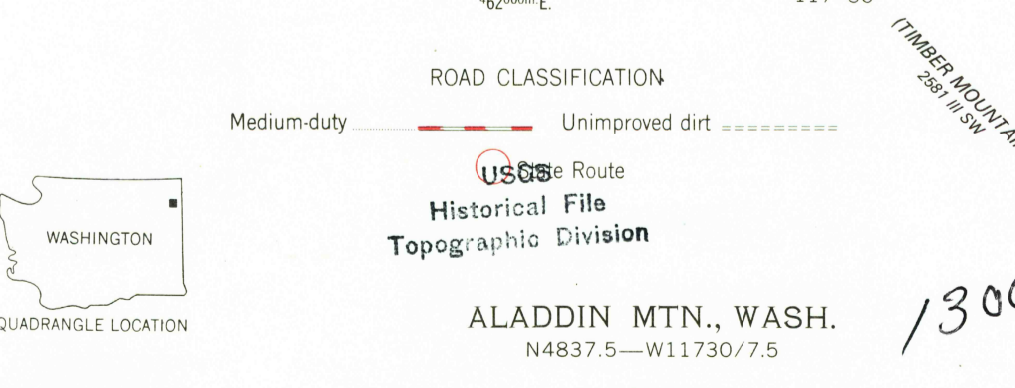 ROAD CLASSIFICATION
Medium-duty Unimproved dirt
State Route
USGS
Historical File
Topographic Division
WASHINGTON
QUADRANGLE LOCATION
ALADDIN MTN., WASH.
N4837.5—W11730/7.5
(TIMBER MOUNTAIN
2581 III SW